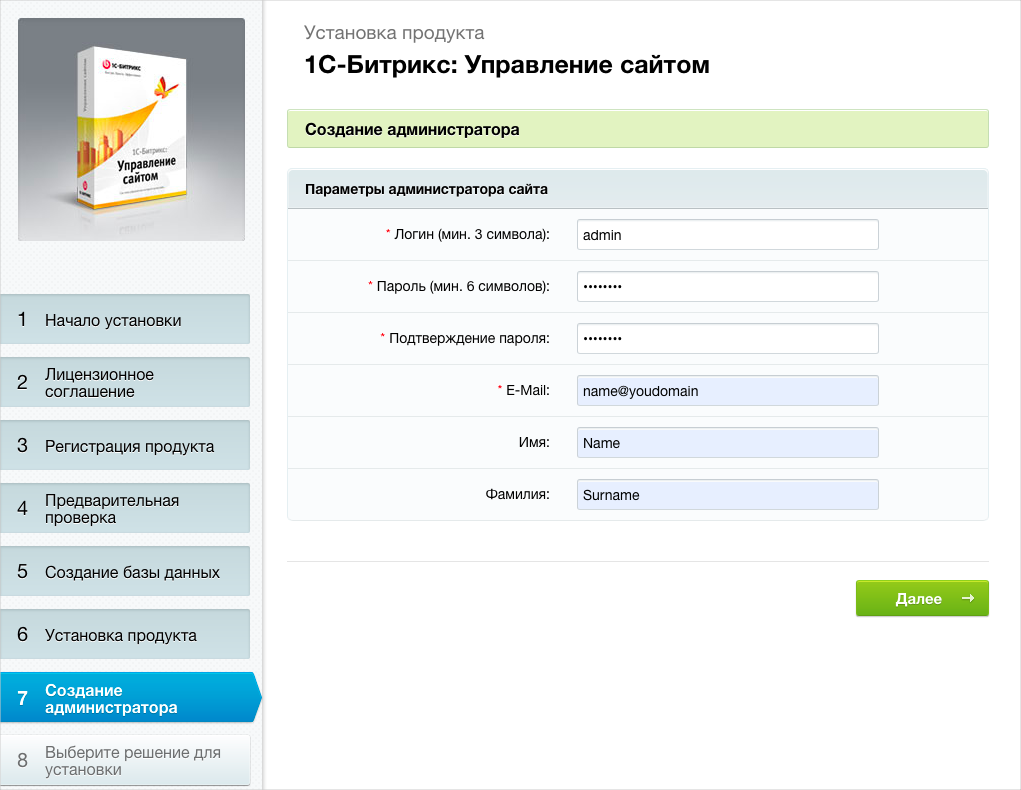 Установка продукта
1С-Битрикс: Управление сайтом
1С-БИТРИКС
1С-Битрикс:
Управление
сайтом
Создание администратора
Параметры администратора сайта
* Логин (мин. 3 символа): admin
* Пароль (мин. 6 символов): ••••••••
* Подтверждение пароля: ••••••••
* E-Mail: name@youdomain
Имя: Name
Фамилия: Surname
Далее →
1 Начало установки
2 Лицензионное
соглашение
3 Регистрация продукта
4 Предварительная
проверка
5 Создание базы данных
6 Установка продукта
7 Создание
администратора
8 Выберите решение для
установки